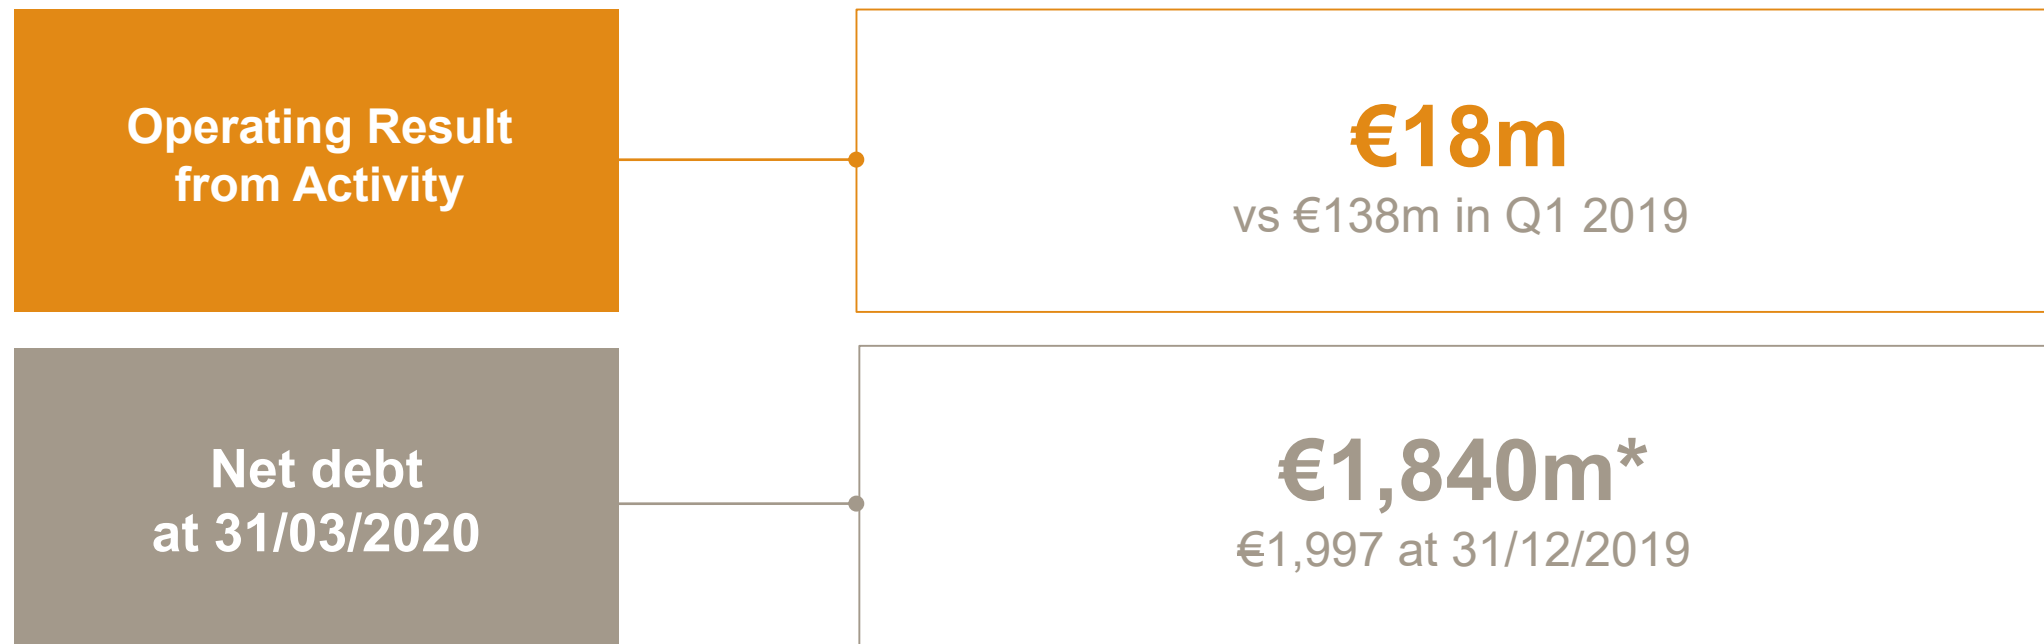 Operating Result
from Activity
€18m
vs €138m in Q1 2019
Net debt
at 31/03/2020
€1,840m*
€1,997 at 31/12/2019